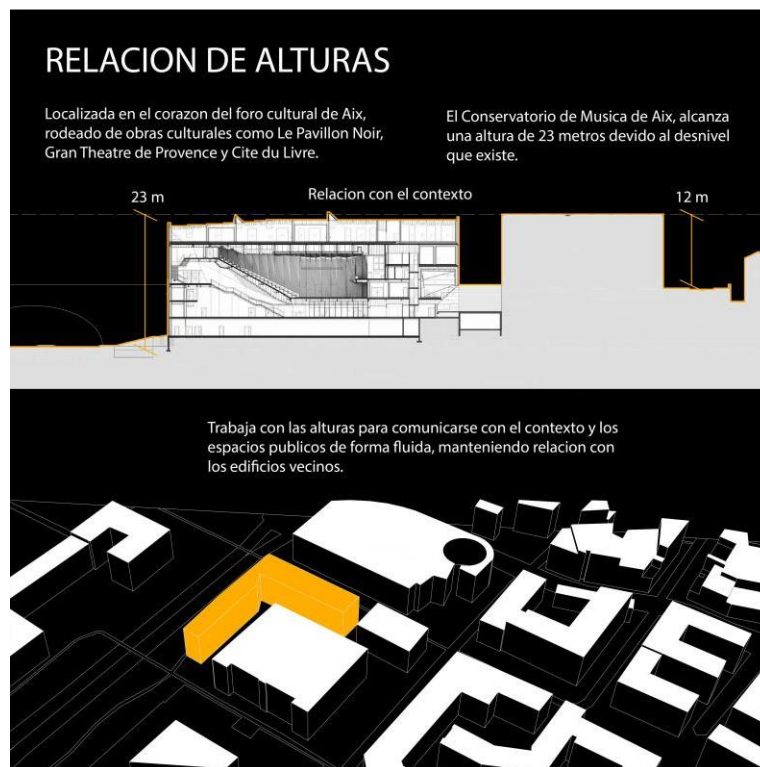 RELACION DE ALTURAS
Localizada en el corazon del foro cultural de Aix,
rodeado de obras culturales como Le Pavillon Noir,
Gran Theatre de Provence y Cite du Livre.
El Conservatorio de Musica de Aix, alcanza
una altura de 23 metros devido al desnivel
que existe.
23 m
Relacion con el contexto
12 m
Trabaja con las alturas para comunicarse con el contexto y los
espacios publicos de forma fluida, manteniendo relacion con
los edificios vecinos.